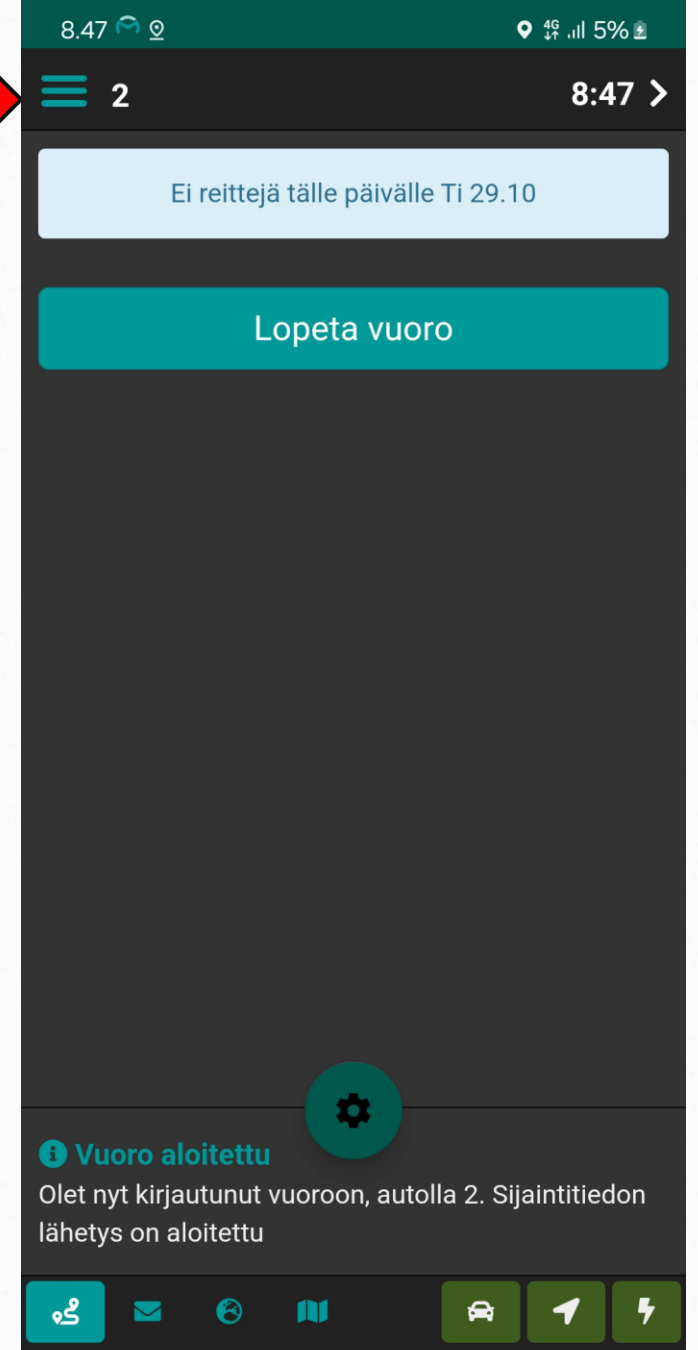 8.47 4G 5%
2 8:47
Ei reittejä tälle päivälle Ti 29.10
Lopeta vuoro
Vuoro aloitettu
Olet nyt kirjautunut vuoroon, autolla 2. Sijaintitiedon
lähetys on aloitettu